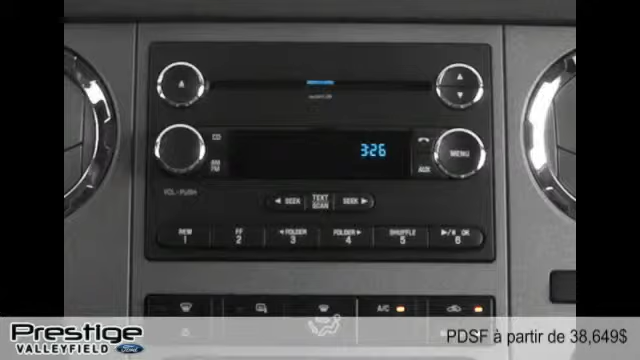 3:26
CD
AM
FM
AUX
MENU
VOL - PUSH
◄ SEEK
TEXT
SCAN
SEEK ►
REW
1
FF
2
◄ FOLDER
3
FOLDER ►
4
SHUFFLE
5
►/II OK
6
A/C
Prestige
VALLEYFIELD Ford
PDSF à partir de 38,649$